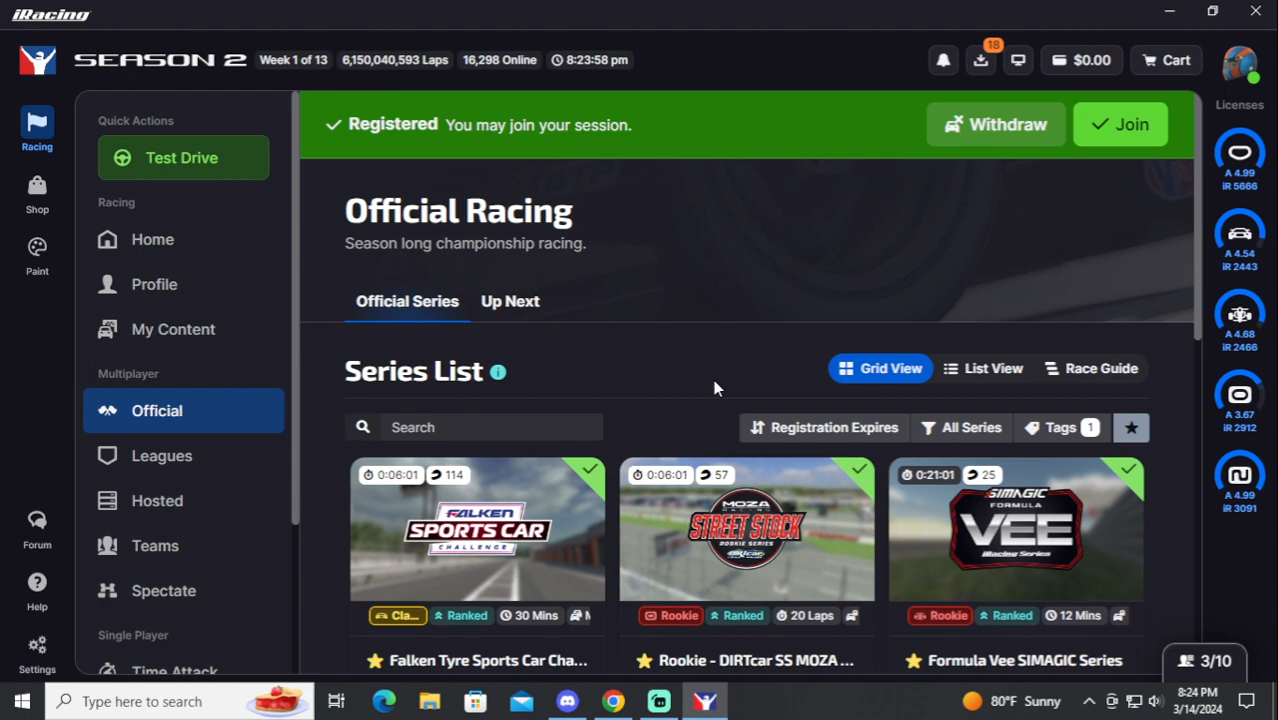 iRacing
SEASON 2
Week 1 of 13
6,150,040,593 Laps
16,298 Online
8:23:58 pm
18
$0.00
Cart
Racing
Shop
Paint
Forum
Help
Settings
Quick Actions
Test Drive
Racing
Home
Profile
My Content
Multiplayer
Official
Leagues
Hosted
Teams
Spectate
Single Player
Time Attack
Registered You may join your session.
Withdraw
Join
Official Racing
Season long championship racing.
Official Series
Up Next
Series List
Grid View
List View
Race Guide
Search
Registration Expires
All Series
Tags 1
0:06:01 114
FALKEN
SPORTS CAR
CHALLENGE
Cla...
Ranked
30 Mins
M
Falken Tyre Sports Car Cha...
0:06:01 57
MOZA
RACING
STREET STOCK
ROOKIE SERIES
DIRTcar
Rookie
Ranked
20 Laps
Rookie - DIRTcar SS MOZA ...
0:21:01 25
SIMAGIC
FORMULA
VEE
iRacing Series
Rookie
Ranked
12 Mins
Formula Vee SIMAGIC Series
Licenses
A 4.99
iR 5666
A 4.54
iR 2443
A 4.68
iR 2466
A 3.67
iR 2912
A 4.99
iR 3091
3/10
Type here to search
80°F Sunny
8:24 PM
3/14/2024